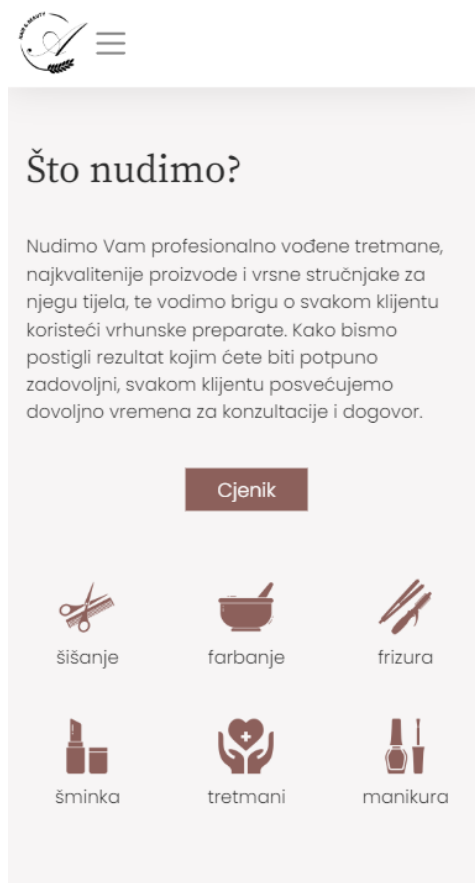 HAIR & BEAUTY
A
Što nudimo?
Nudimo Vam profesionalno vođene tretmane,
najkvalitenije proizvode i vrsne stručnjake za
njegu tijela, te vodimo brigu o svakom klijentu
koristeći vrhunske preparate. Kako bismo
postigli rezultat kojim ćete biti potpuno
zadovoljni, svakom klijentu posvećujemo
dovoljno vremena za konzultacije i dogovor.
Cjenik
šišanje farbanje frizura
šminka tretmani manikura